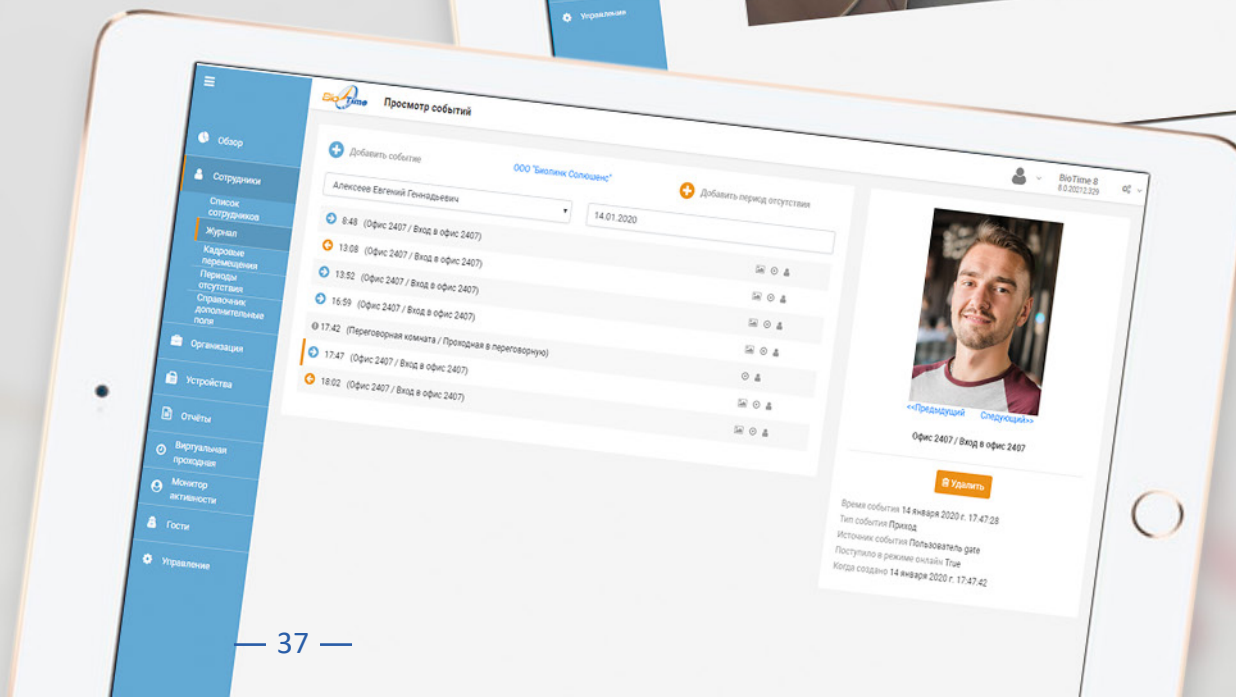 Управление
BioTime
Просмотр событий
BioTime 8
8.0.20212.329
Обзор
Сотрудники
Список
сотрудников
Журнал
Кадровые
перемещения
Периоды
отсутствия
Справочник
дополнительные
поля
Организация
Устройства
Отчёты
Виртуальная
проходная
Монитор
активности
Гости
Управление
Добавить событие
ООО "Биолинк Солюшенс"
Добавить период отсутствия
Алексеев Евгений Геннадьевич
14.01.2020
8:48 (Офис 2407 / Вход в офис 2407)
13:08 (Офис 2407 / Вход в офис 2407)
13:52 (Офис 2407 / Вход в офис 2407)
16:59 (Офис 2407 / Вход в офис 2407)
17:42 (Переговорная комната / Проходная в переговорную)
17:47 (Офис 2407 / Вход в офис 2407)
18:02 (Офис 2407 / Вход в офис 2407)
<<Предыдущий Следующий>>
Офис 2407 / Вход в офис 2407
Удалить
Время события 14 января 2020 г. 17:47:28
Тип события Приход
Источник события Пользователь gate
Поступило в режиме онлайн True
Когда создано 14 января 2020 г. 17:47:42
— 37 —